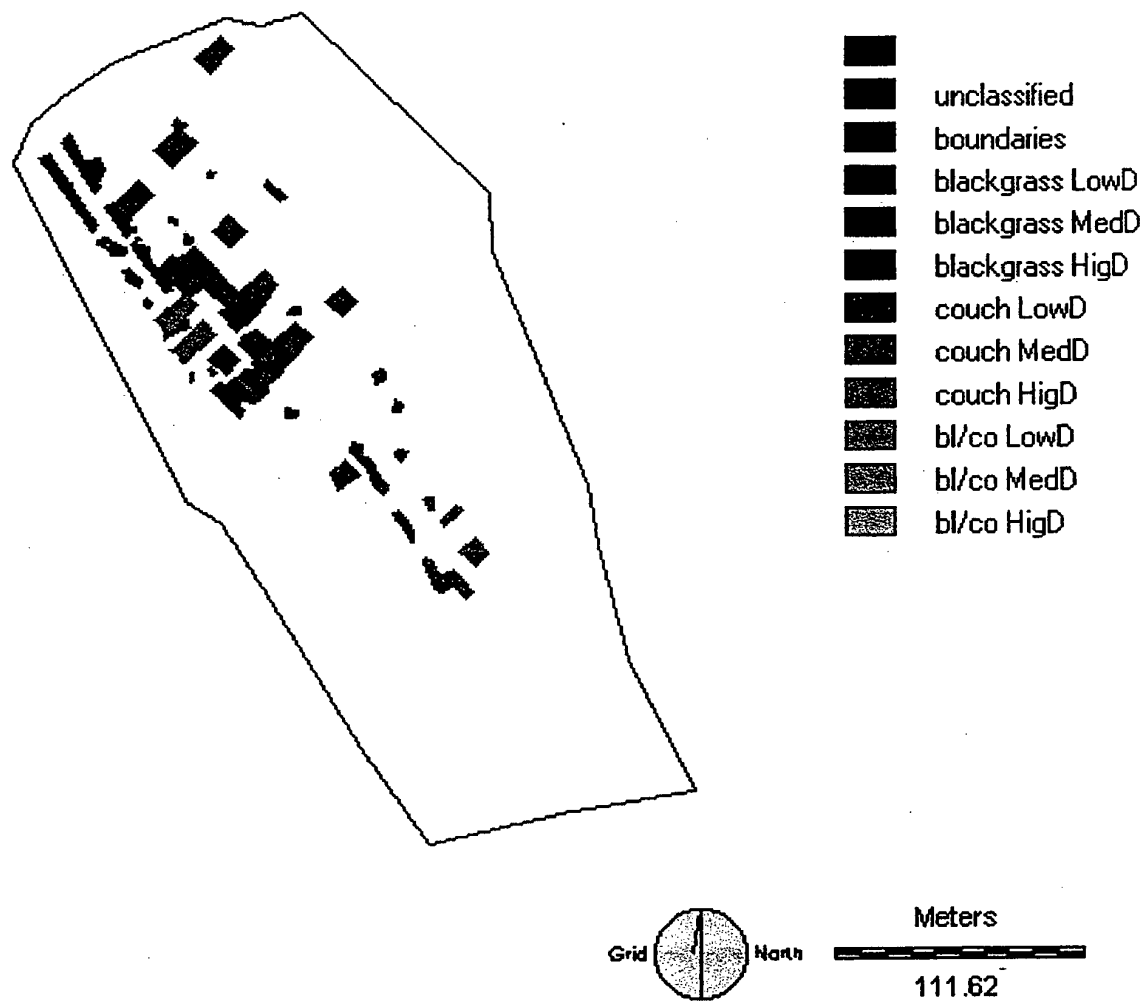 unclassified
boundaries
blackgrass LowD
blackgrass MedD
blackgrass HigD
couch LowD
couch MedD
couch HigD
bl/co LowD
bl/co MedD
bl/co HigD
Grid North
Meters
111.62